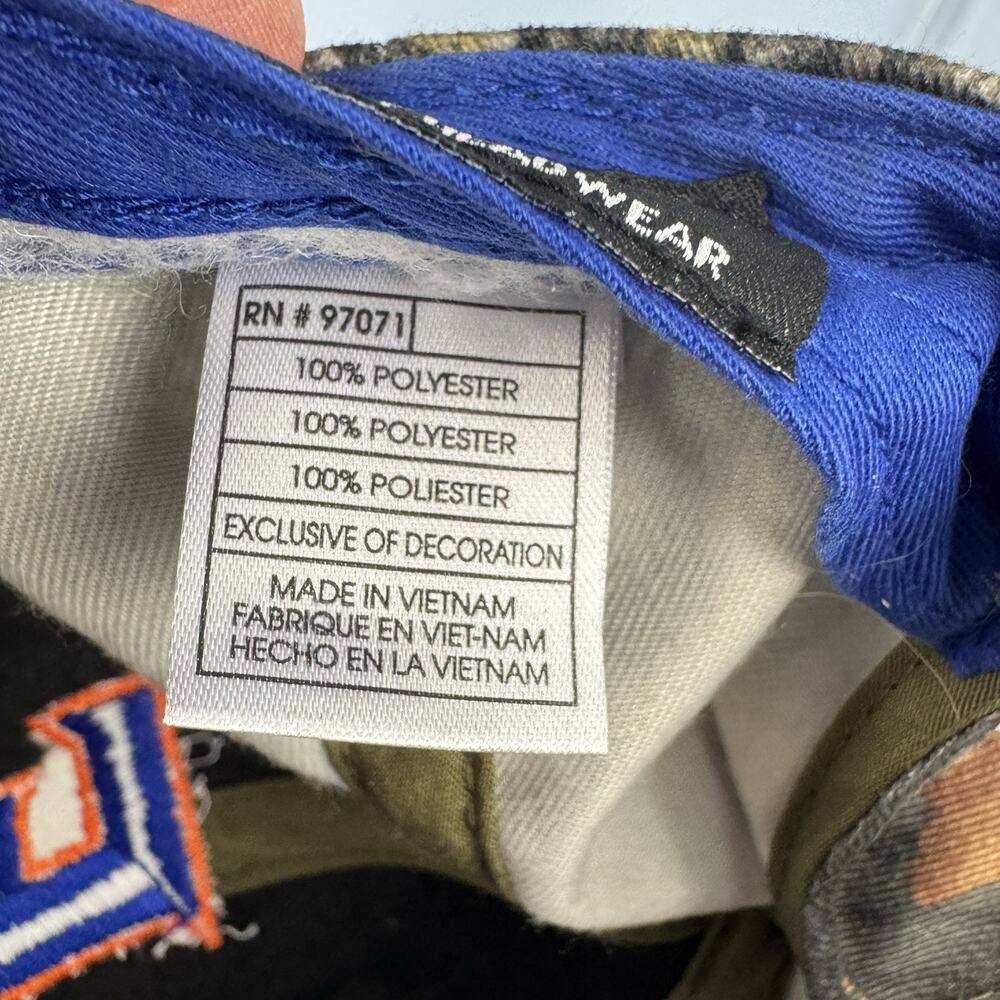 HEADWEAR
RN # 97071
100% POLYESTER
100% POLYESTER
100% POLIESTER
EXCLUSIVE OF DECORATION
MADE IN VIETNAM
FABRIQUE EN VIET-NAM
HECHO EN LA VIETNAM